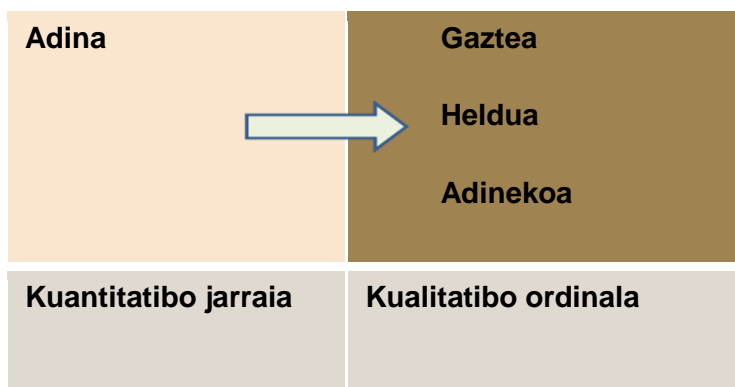 Adina
Gaztea
Heldua
Adinekoa
Kuantitatibo jarraia
Kualitatibo ordinala